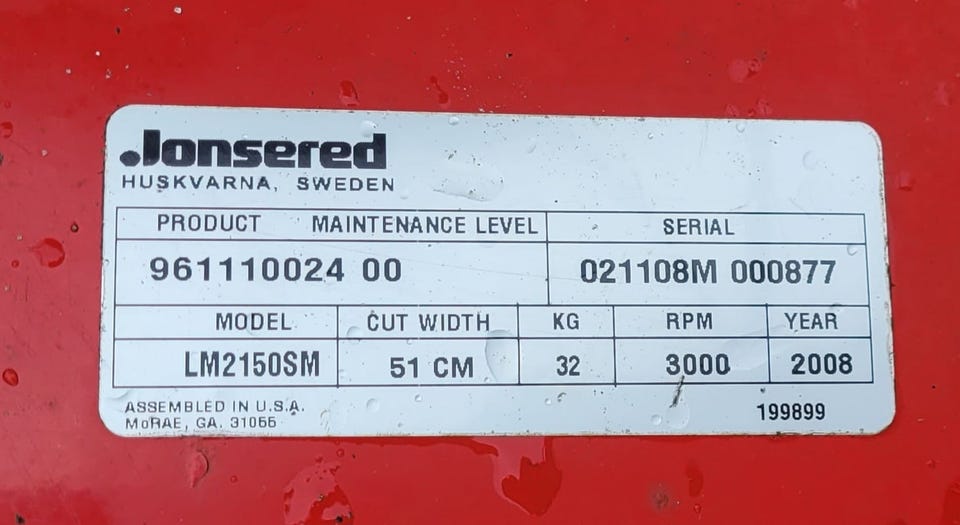 Jonsered
HUSKVARNA, SWEDEN
PRODUCT MAINTENANCE LEVEL SERIAL
961110024 00 021108M 000877
MODEL CUT WIDTH KG RPM YEAR
LM2150SM 51 CM 32 3000 2008
ASSEMBLED IN U.S.A.
McRAE, GA. 31055 199899